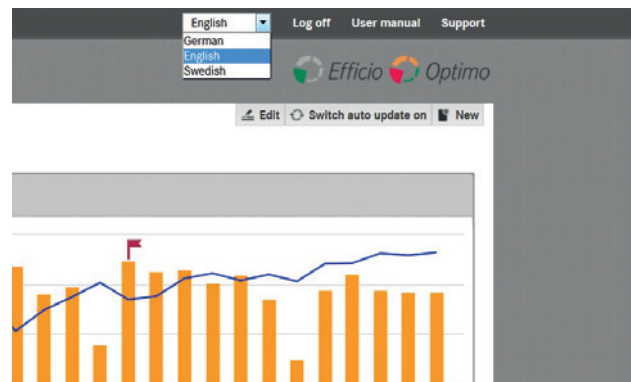 English Log off User manual Support
German
English
Swedish
Efficio Optimo
Edit Switch auto update on New